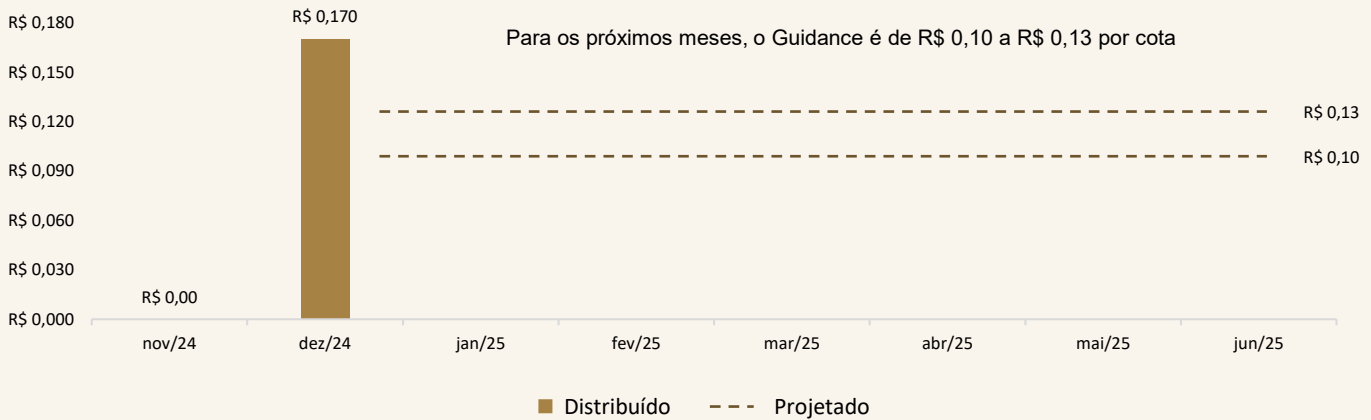 R$ 0,180
R$ 0,170
Para os próximos meses, o Guidance é de R$ 0,10 a R$ 0,13 por cota
R$ 0,150
R$ 0,120
R$ 0,13
R$ 0,10
R$ 0,090
R$ 0,060
R$ 0,030
R$ 0,00
R$ 0,000
nov/24 dez/24 jan/25 fev/25 mar/25 abr/25 mai/25 jun/25
Distribuído Projetado